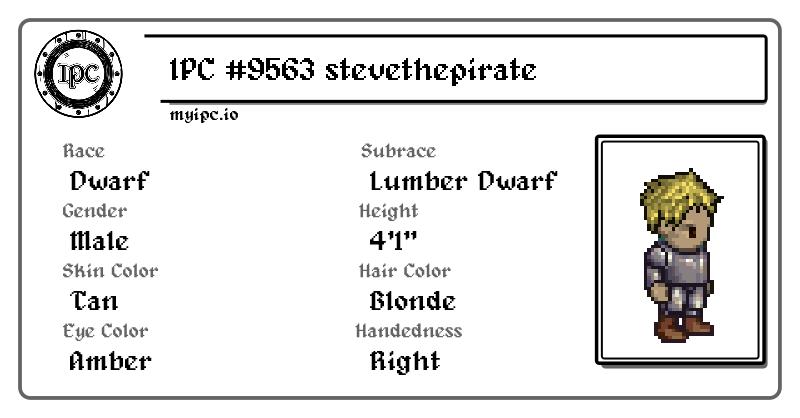 IPC
IPC #9563 stevethepirate
myipc.io
Race
Subrace
Dwarf
Lumber Dwarf
Gender
Height
Male
4'1"
Skin Color
Hair Color
Tan
Blonde
Eye Color
Handedness
Amber
Right